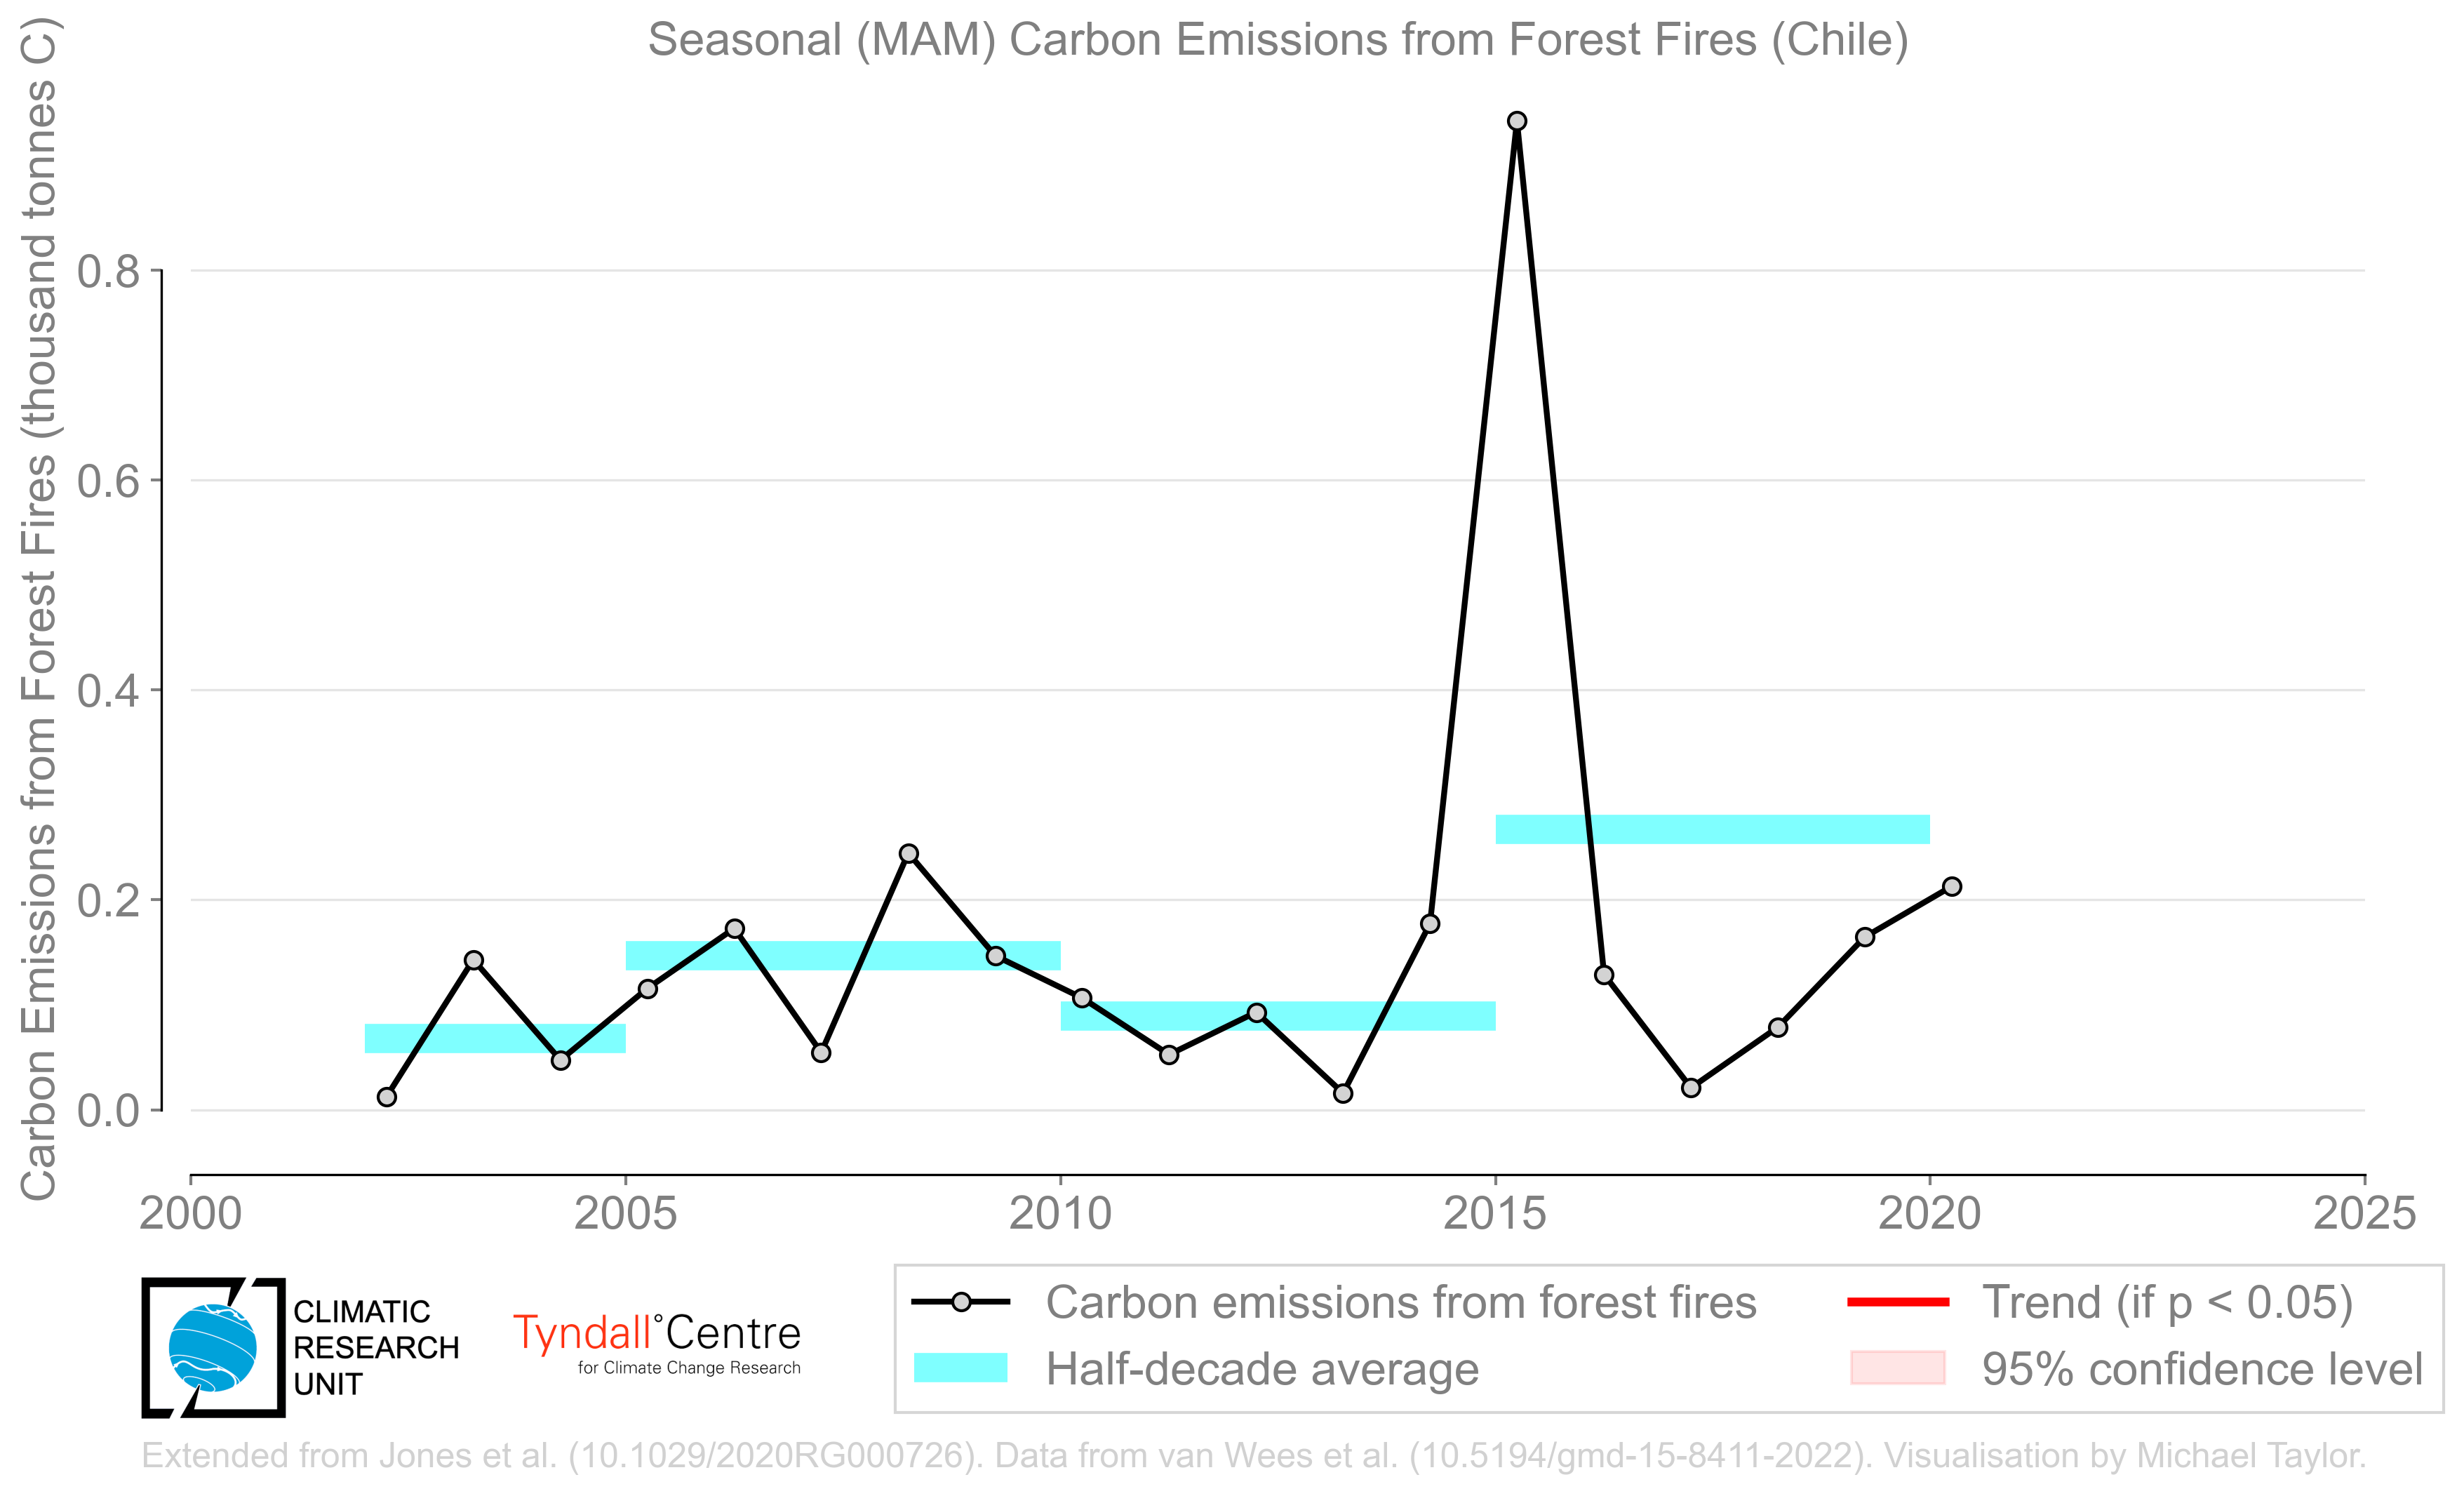 Seasonal (MAM) Carbon Emissions from Forest Fires (Chile)
Carbon Emissions from Forest Fires (thousand tonnes C)
0.8
0.6
0.4
0.2
0.0
2000 2005 2010 2015 2020 2025
Carbon emissions from forest fires
Half-decade average
Trend (if p < 0.05)
95% confidence level
CLIMATIC
RESEARCH
UNIT
Tyndall°Centre
for Climate Change Research
Extended from Jones et al. (10.1029/2020RG000726). Data from van Wees et al. (10.5194/gmd-15-8411-2022). Visualisation by Michael Taylor.